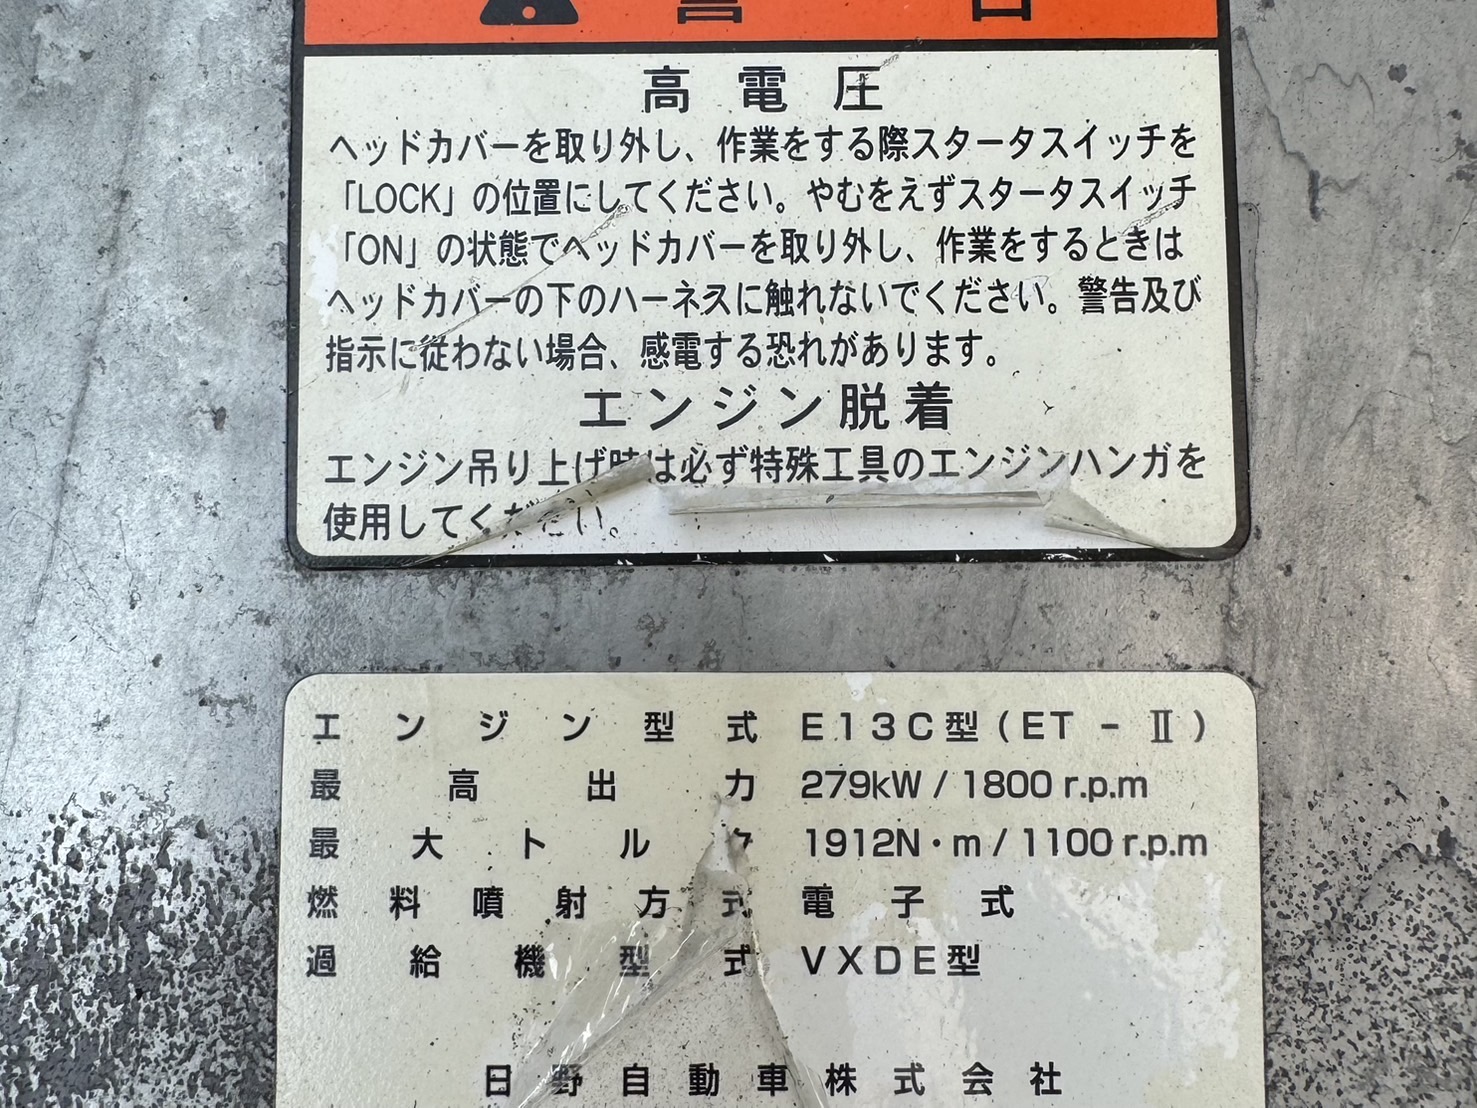 警告
高電圧
ヘッドカバーを取り外し、作業をする際スタータスイッチを
「LOCK」の位置にしてください。やむをえずスタータスイッチ
「ON」の状態でヘッドカバーを取り外し、作業をするときは
ヘッドカバーの下のハーネスに触れないでください。警告及び
指示に従わない場合、感電する恐れがあります。
エンジン脱着
エンジン吊り上げ時は必ず特殊工具のエンジンハンガを
使用してください。
エンジン型式 E13C型(ET-Ⅱ)
最高出力 279kW/1800 r.p.m
最大トルク 1912N・m/1100 r.p.m
燃料噴射方式 電子式
過給機型式 VXDE型
日野自動車株式会社